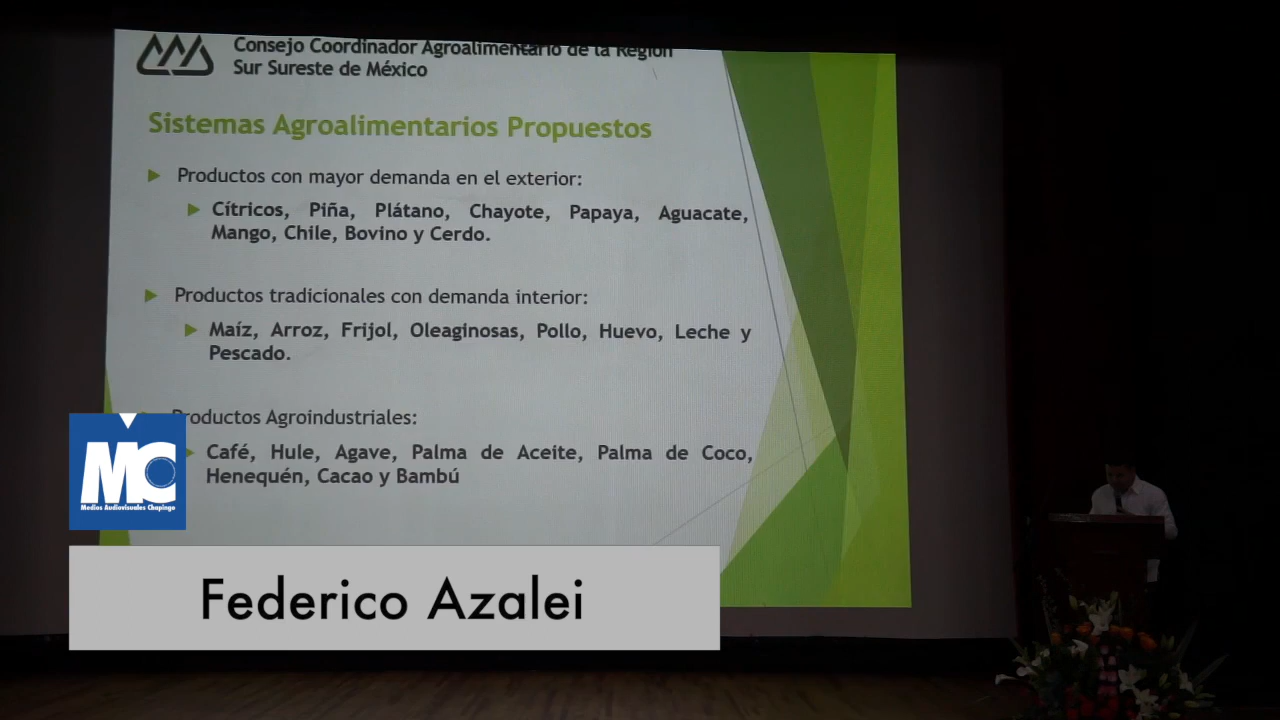 Consejo Coordinador Agroalimentario de la Región
Sur Sureste de México
Sistemas Agroalimentarios Propuestos
Productos con mayor demanda en el exterior:
Cítricos, Piña, Plátano, Chayote, Papaya, Aguacate,
Mango, Chile, Bovino y Cerdo.
Productos tradicionales con demanda interior:
Maíz, Arroz, Frijol, Oleaginosas, Pollo, Huevo, Leche y
Pescado.
Productos Agroindustriales:
Café, Hule, Agave, Palma de Aceite, Palma de Coco,
Henequén, Cacao y Bambú
MC
Medios Audiovisuales Chapingo
Federico Azalei